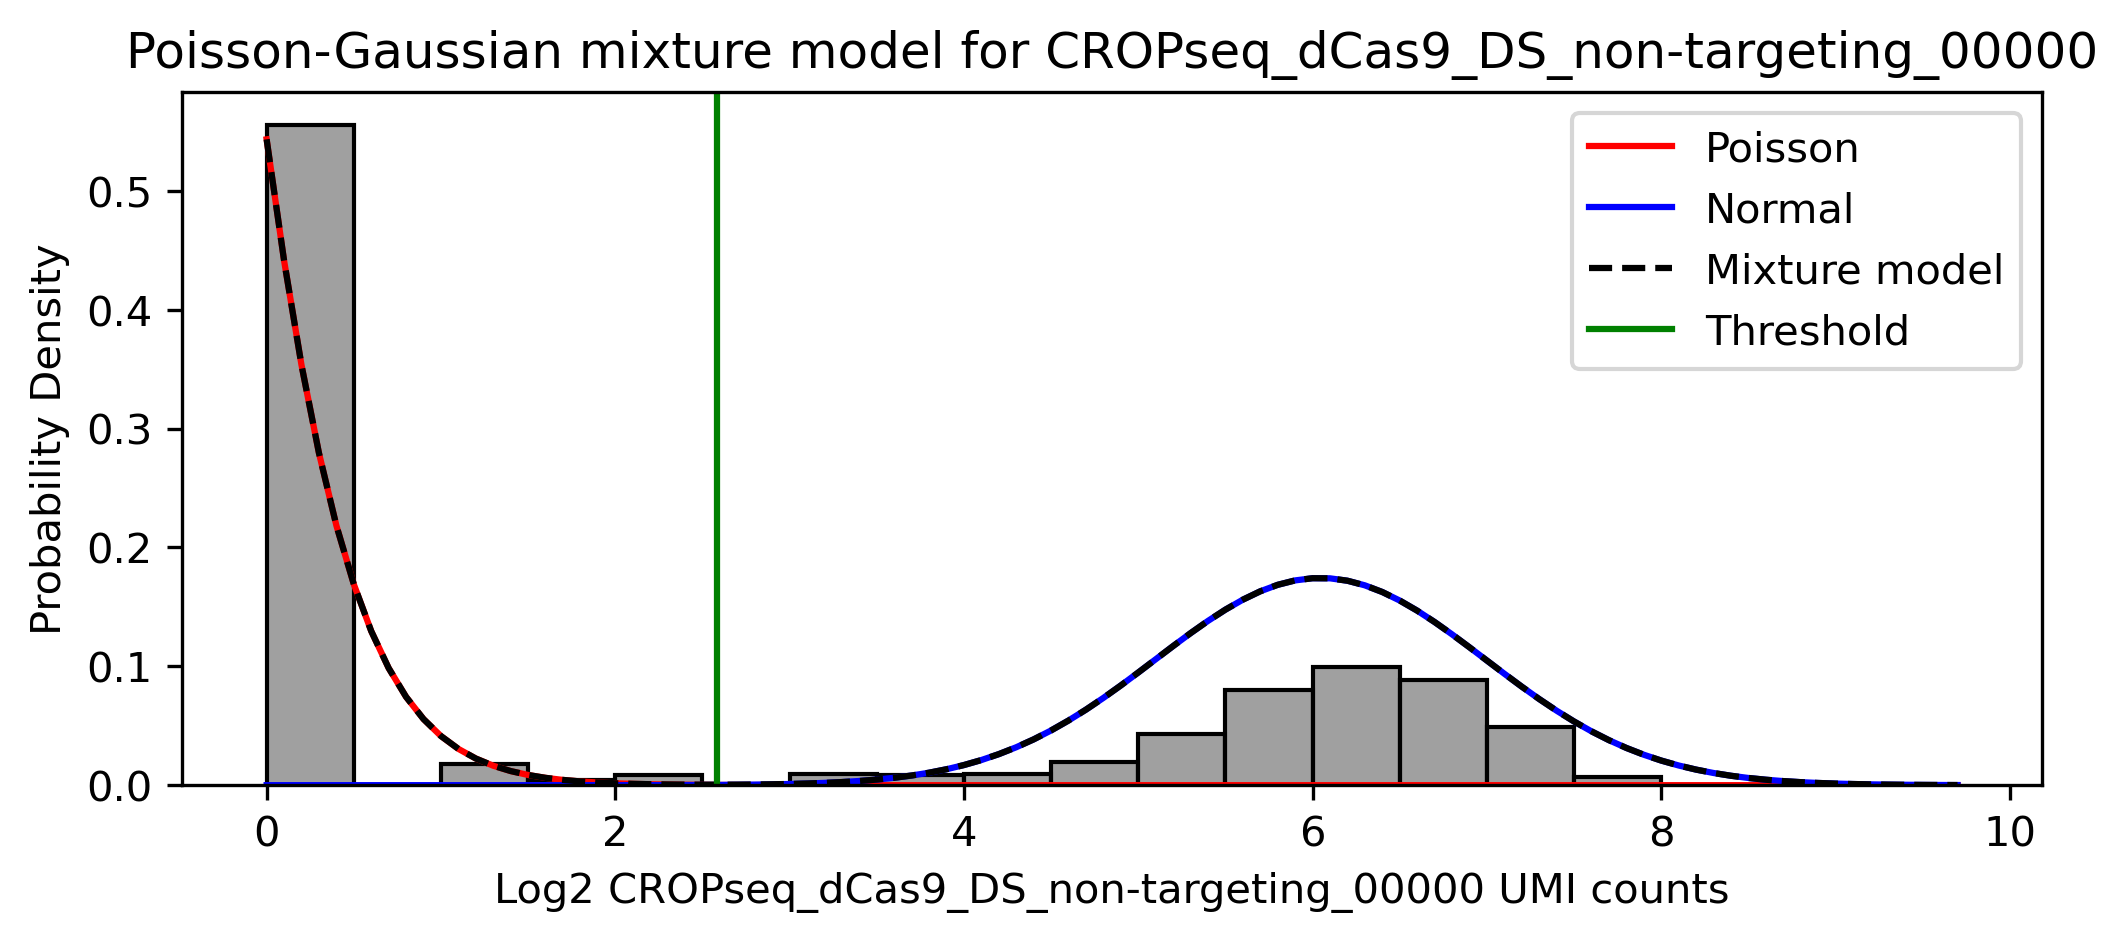 Poisson-Gaussian mixture model for CROPseq_dCas9_DS_non-targeting_00000
Poisson
Normal
Mixture model
Threshold
Probability Density
0.5
0.4
0.3
0.2
0.1
0.0
0 2 4 6 8 10
Log2 CROPseq_dCas9_DS_non-targeting_00000 UMI counts